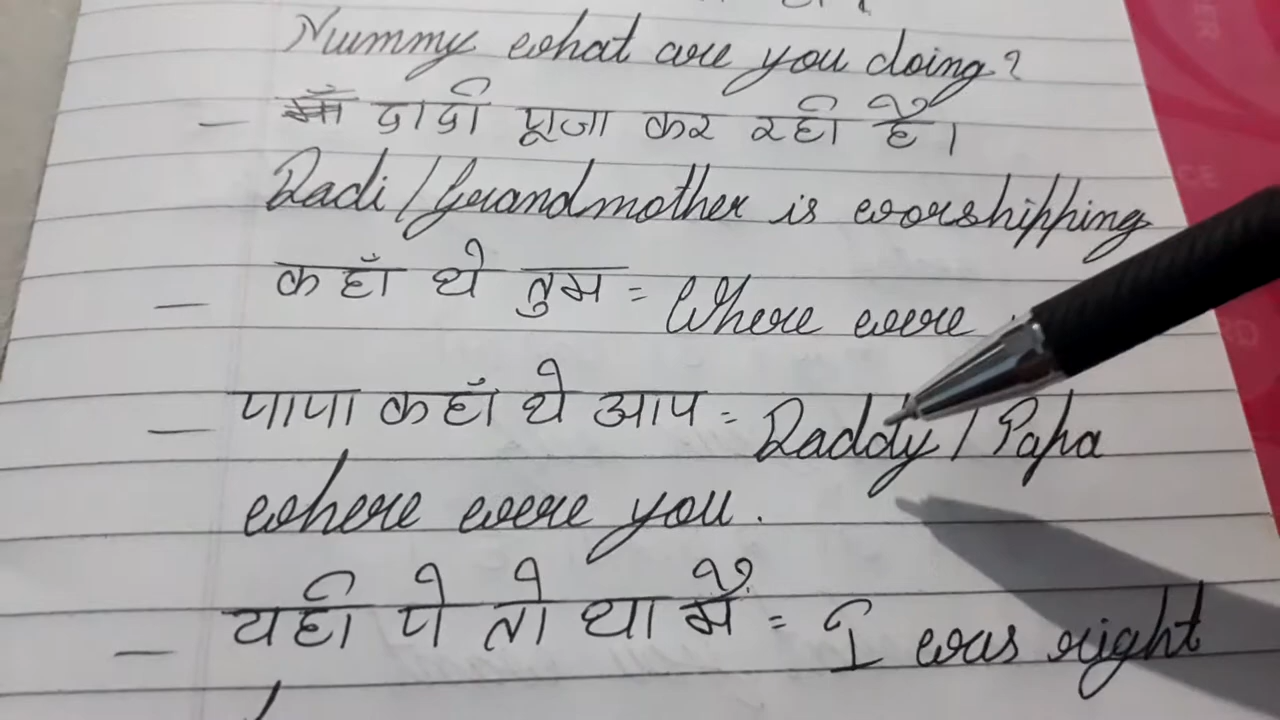 Mummy what are you doing?
– दादी पूजा कर रही हैं।
Dadi/Grandmother is worshipping
– कहाँ थे तुम = Where were
– पापा कहाँ थे आप = Daddy / Papa
where were you.
– यही पे तो था मैं = I was right